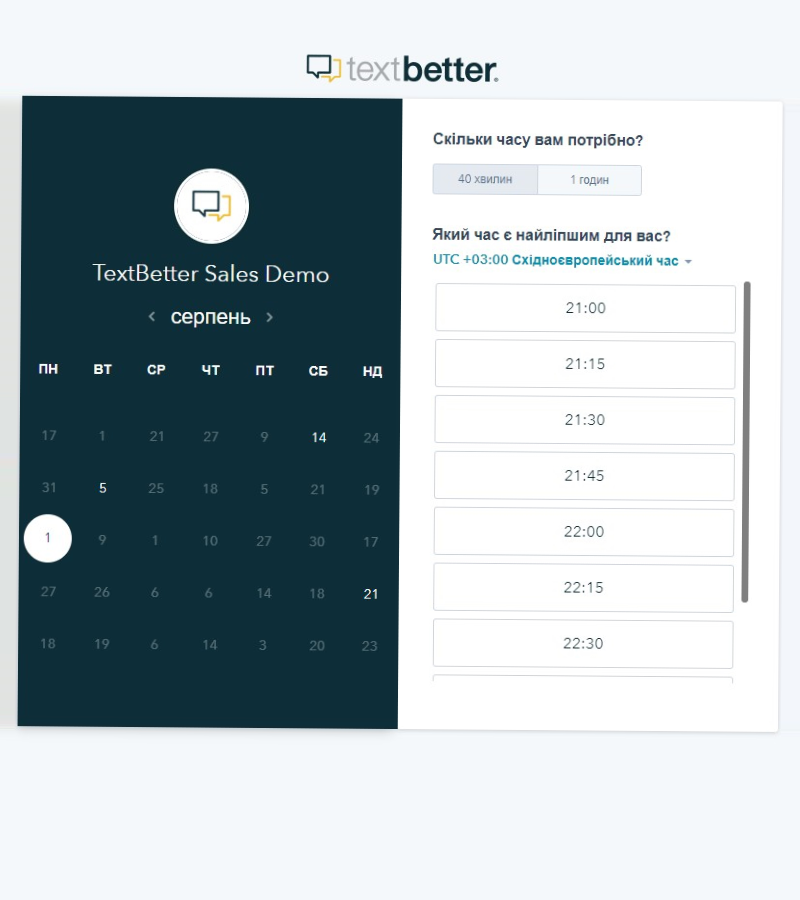 textbetter.
TextBetter Sales Demo
серпень
ПН ВТ СР ЧТ ПТ СБ НД
17 1 21 27 9 14 24
31 5 25 18 5 21 19
1 9 1 10 27 30 17
27 26 6 6 14 18 21
18 19 6 14 3 20 23
Скільки часу вам потрібно?
40 хвилин 1 годин
Який час є найліпшим для вас?
UTC +03:00 Східноєвропейський час
21:00
21:15
21:30
21:45
22:00
22:15
22:30